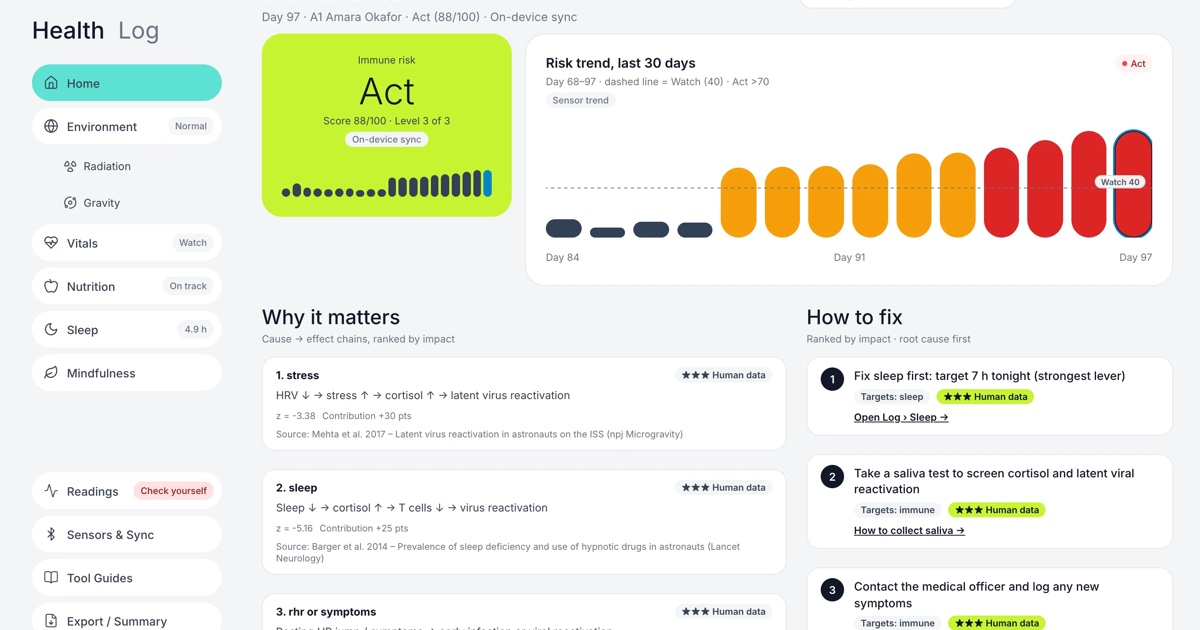 Health Log
Home
Environment Normal
Radiation
Gravity
Vitals Watch
Nutrition On track
Sleep 4.9 h
Mindfulness
Readings Check yourself
Sensors & Sync
Tool Guides
Export / Summary
Day 97 · A1 Amara Okafor · Act (88/100) · On-device sync
Immune risk
Act
Score 88/100 · Level 3 of 3
On-device sync
Risk trend, last 30 days
Act
Day 68–97 · dashed line = Watch (40) · Act >70
Sensor trend
Watch 40
Day 84 Day 91 Day 97
Why it matters
Cause → effect chains, ranked by impact
1. stress ★★★ Human data
HRV ↓ → stress ↑ → cortisol ↑ → latent virus reactivation
z = -3.38 Contribution +30 pts
Source: Mehta et al. 2017 – Latent virus reactivation in astronauts on the ISS (npj Microgravity)
2. sleep ★★★ Human data
Sleep ↓ → cortisol ↑ → T cells ↓ → virus reactivation
z = -5.16 Contribution +25 pts
Source: Barger et al. 2014 – Prevalence of sleep deficiency and use of hypnotic drugs in astronauts (Lancet
Neurology)
3. rhr or symptoms ★★★ Human data
How to fix
Ranked by impact · root cause first
1 Fix sleep first: target 7 h tonight (strongest lever)
Targets: sleep ★★★ Human data
Open Log › Sleep →
2 Take a saliva test to screen cortisol and latent viral
reactivation
Targets: immune ★★★ Human data
How to collect saliva →
3 Contact the medical officer and log any new
symptoms
Targets: immune ★★★ Human data